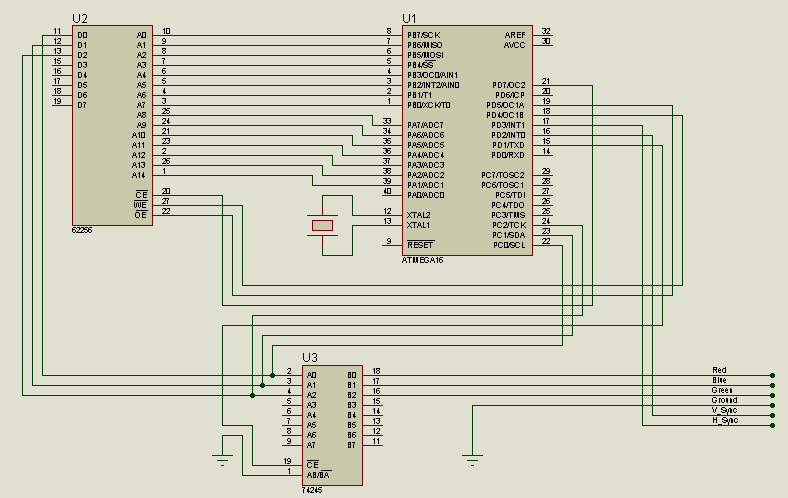 U2
U1
11 D0 A0 10
12 D1 A1 9
13 D2 A2 8
15 D3 A3 7
16 D4 A4 6
17 D5 A5 5
18 D6 A6 4
19 D7 A7 3
A8 25
A9 24
A10 21
A11 23
A12 2
A13 26
A14 1
CE 20
WE 27
OE 22
62256
8 PB7/SCK AREF 32
7 PB6/MISO AVCC 30
6 PB5/MOSI
5 PB4/SS
4 PB3/OC0/AIN1
3 PB2/INT2/AIN0 PD7/OC2 21
2 PB1/T1 PD6/ICP 20
1 PB0/XCK/T0 PD5/OC1A 19
PD4/OC1B 18
33 PA7/ADC7 PD3/INT1 17
34 PA6/ADC6 PD2/INT0 16
35 PA5/ADC5 PD1/TXD 15
36 PA4/ADC4 PD0/RXD 14
37 PA3/ADC3
38 PA2/ADC2 PC7/TOSC2 29
39 PA1/ADC1 PC6/TOSC1 28
40 PA0/ADC0 PC5/TDI 27
PC4/TDO 26
12 XTAL2 PC3/TMS 25
13 XTAL1 PC2/TCK 24
PC1/SDA 23
9 RESET PC0/SCL 22
ATMEGA16
U3
2 A0 B0 18
3 A1 B1 17
4 A2 B2 16
5 A3 B3 15
6 A4 B4 14
7 A5 B5 13
8 A6 B6 12
9 A7 B7 11
19 CE
1 AB/BA
74245
Red
Blue
Green
Ground
V_Sync
H_Sync